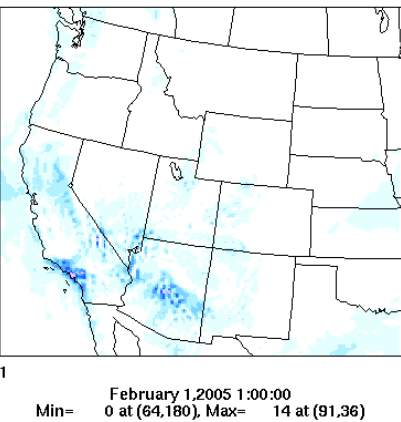 1
February 1,2005 1:00:00
Min= 0 at (64,180), Max= 14 at (91,36)